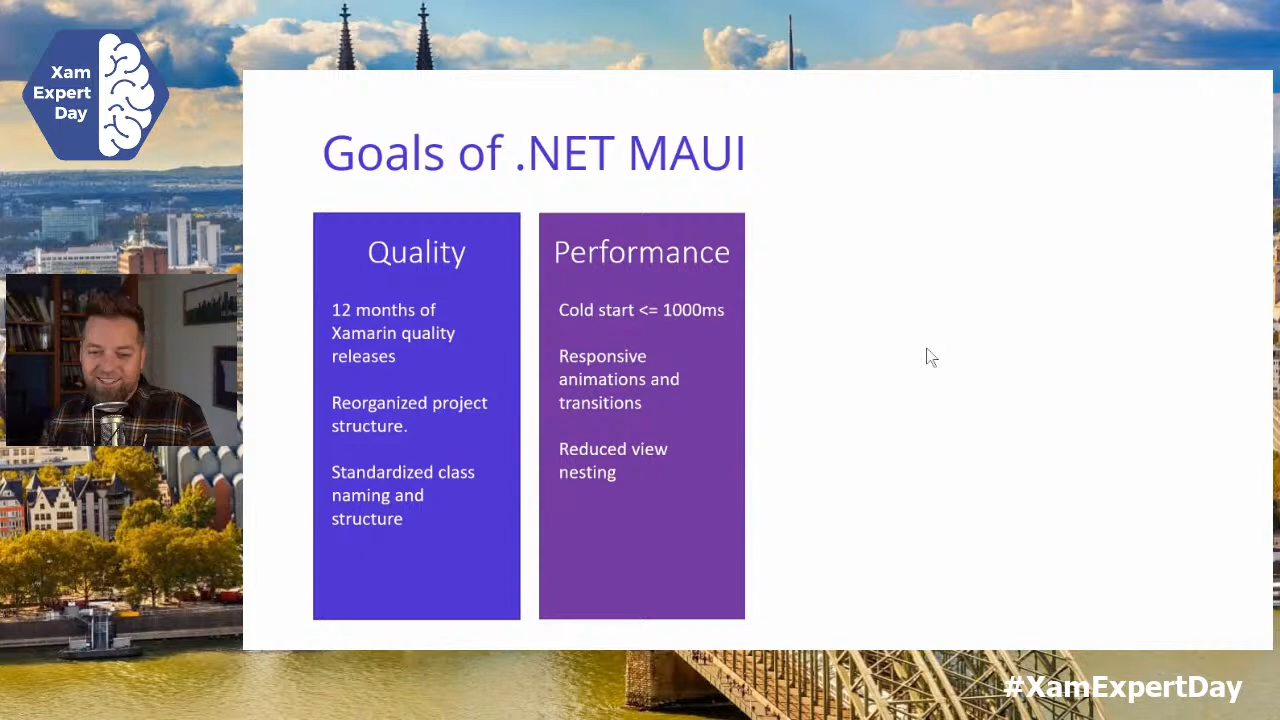 Xam
Expert
Day
Goals of .NET MAUI
Quality
12 months of
Xamarin quality
releases
Reorganized project
structure.
Standardized class
naming and
structure
Performance
Cold start <= 1000ms
Responsive
animations and
transitions
Reduced view
nesting
#XamExpertDay